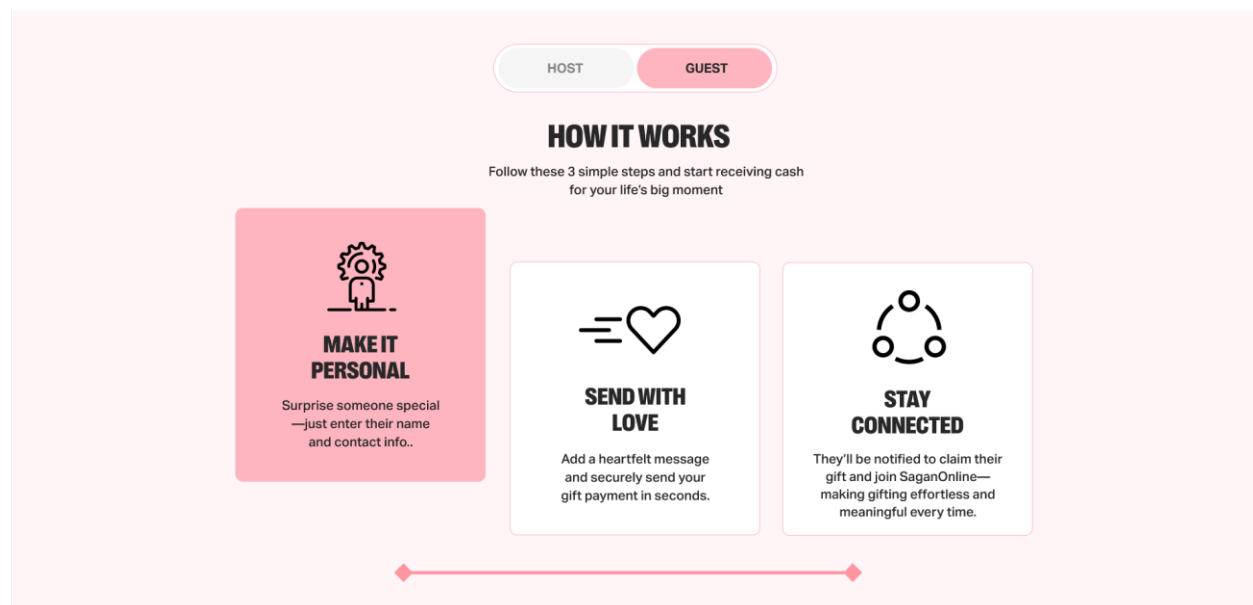 HOST
GUEST
HOW IT WORKS
Follow these 3 simple steps and start receiving cash
for your life's big moment
MAKE IT
PERSONAL
Surprise someone special
—just enter their name
and contact info..
SEND WITH
LOVE
Add a heartfelt message
and securely send your
gift payment in seconds.
STAY
CONNECTED
They'll be notified to claim their
gift and join SaganOnline—
making gifting effortless and
meaningful every time.